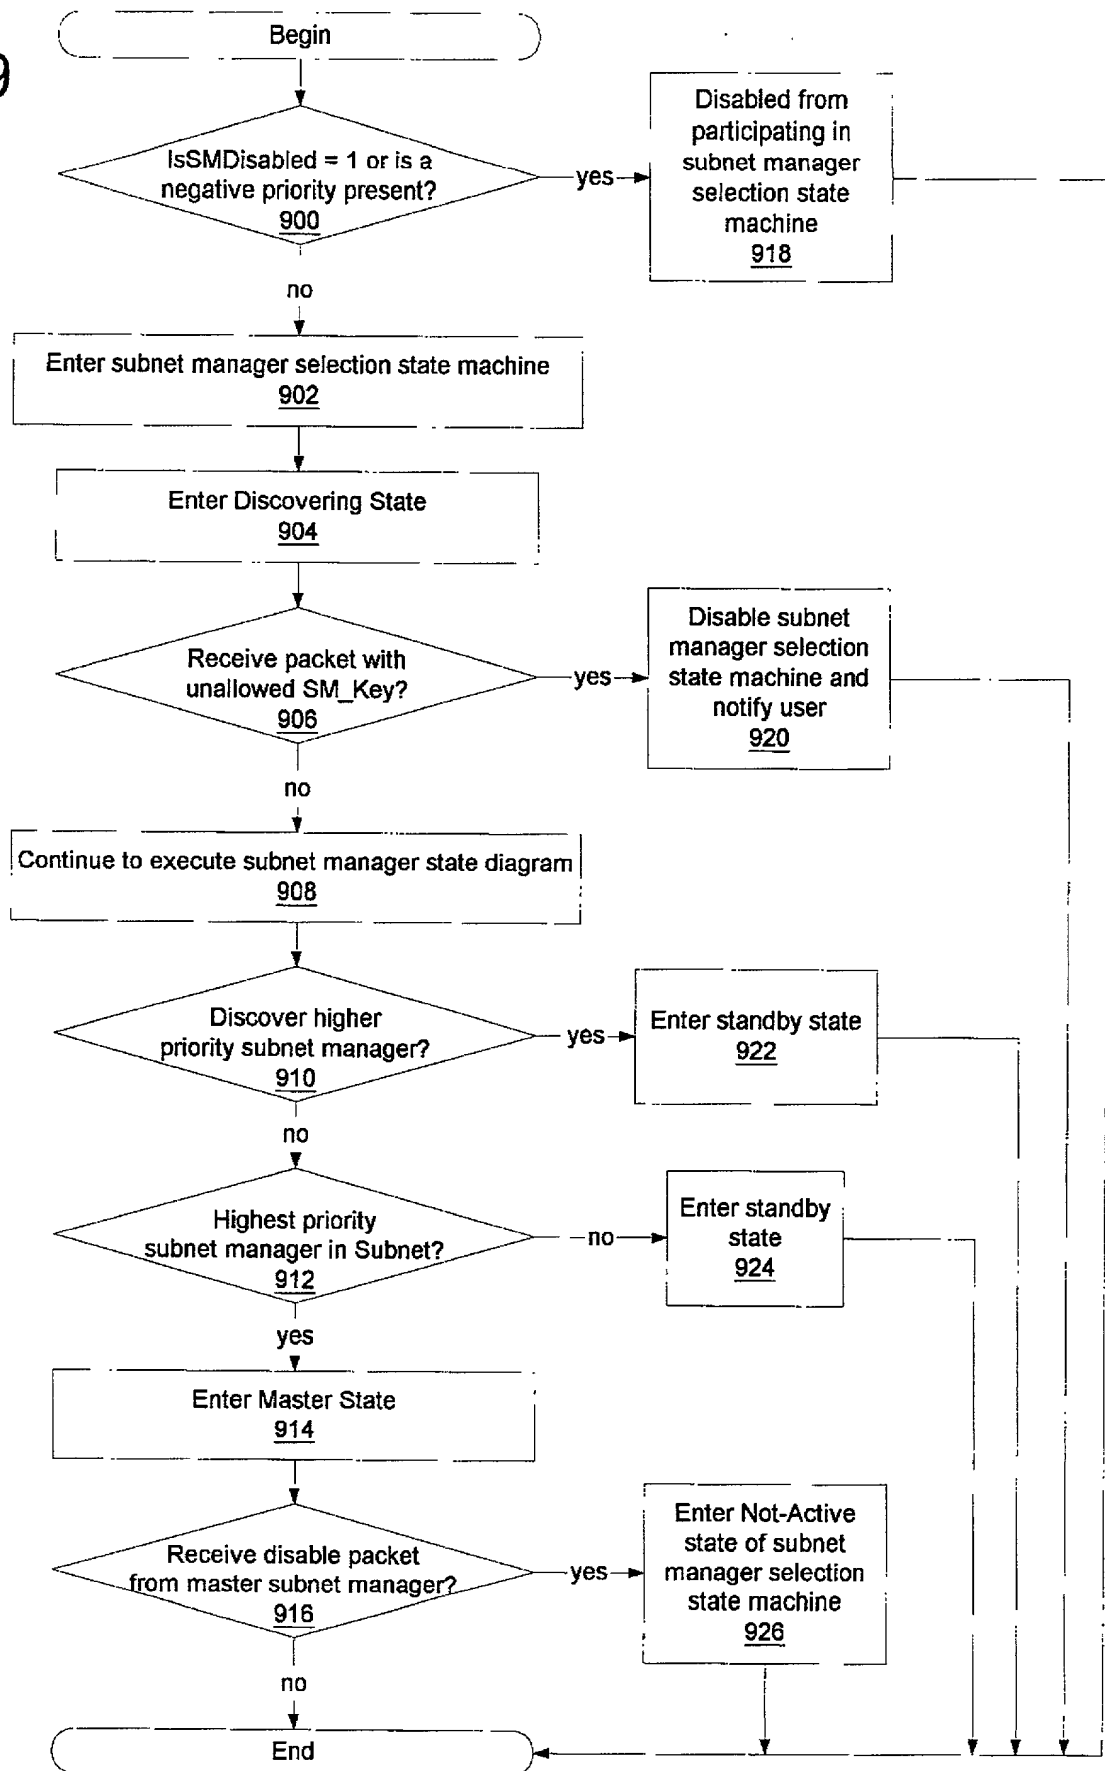 Begin
9
IsSMDisabled = 1 or is a
negative priority present?
900
yes
Disabled from
participating in
subnet manager
selection state
machine
918
no
Enter subnet manager selection state machine
902
Enter Discovering State
904
Receive packet with
unallowed SM_Key?
906
yes
Disable subnet
manager selection
state machine and
notify user
920
no
Continue to execute subnet manager state diagram
908
Discover higher
priority subnet manager?
910
yes
Enter standby state
922
no
Highest priority
subnet manager in Subnet?
912
no
Enter standby
state
924
yes
Enter Master State
914
Receive disable packet
from master subnet manager?
916
yes
Enter Not-Active
state of subnet
manager selection
state machine
926
no
End